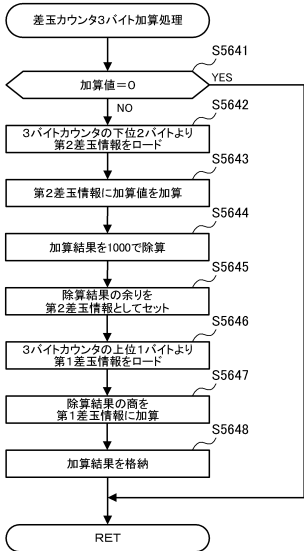 差玉カウンタ3バイト加算処理
S5641
加算値=0
YES
NO
S5642
3バイトカウンタの下位2バイトより
第2差玉情報をロード
S5643
第2差玉情報に加算値を加算
S5644
加算結果を1000で除算
S5645
除算結果の余りを
第2差玉情報としてセット
S5646
3バイトカウンタの上位1バイトより
第1差玉情報をロード
S5647
除算結果の商を
第1差玉情報に加算
S5648
加算結果を格納
RET